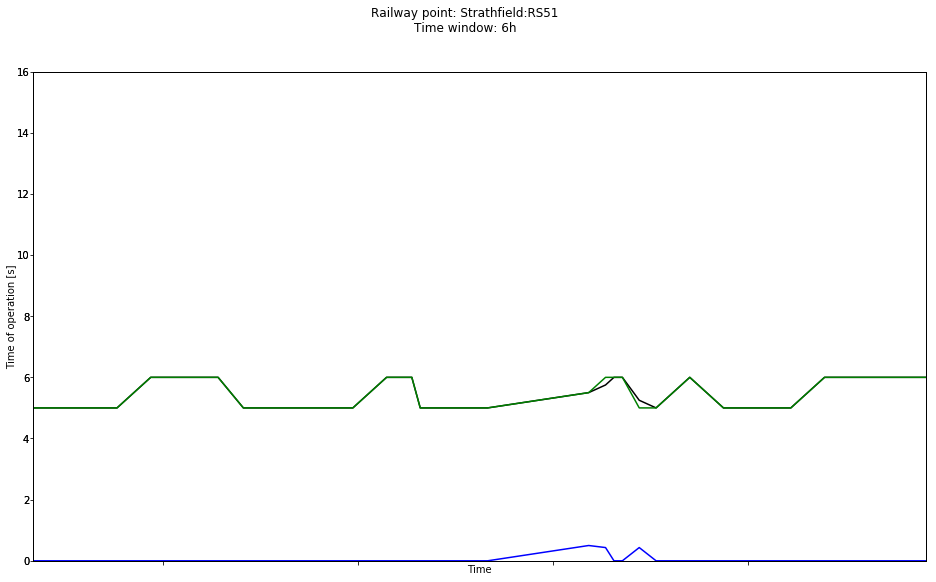 Railway point: Strathfield:RS51
Time window: 6h
16
14
12
10
8
6
4
2
0
Time of operation [s]
Time